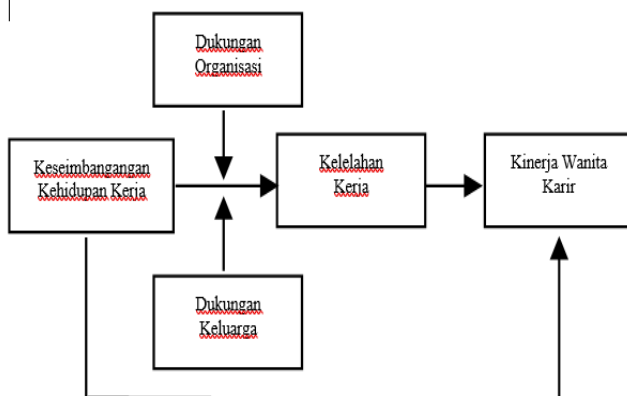 Dukungan
Organisasi
Keseimbangangan
Kehidupan Kerja
Kelelahan
Kerja
Kinerja Wanita
Karir
Dukungan
Keluarga